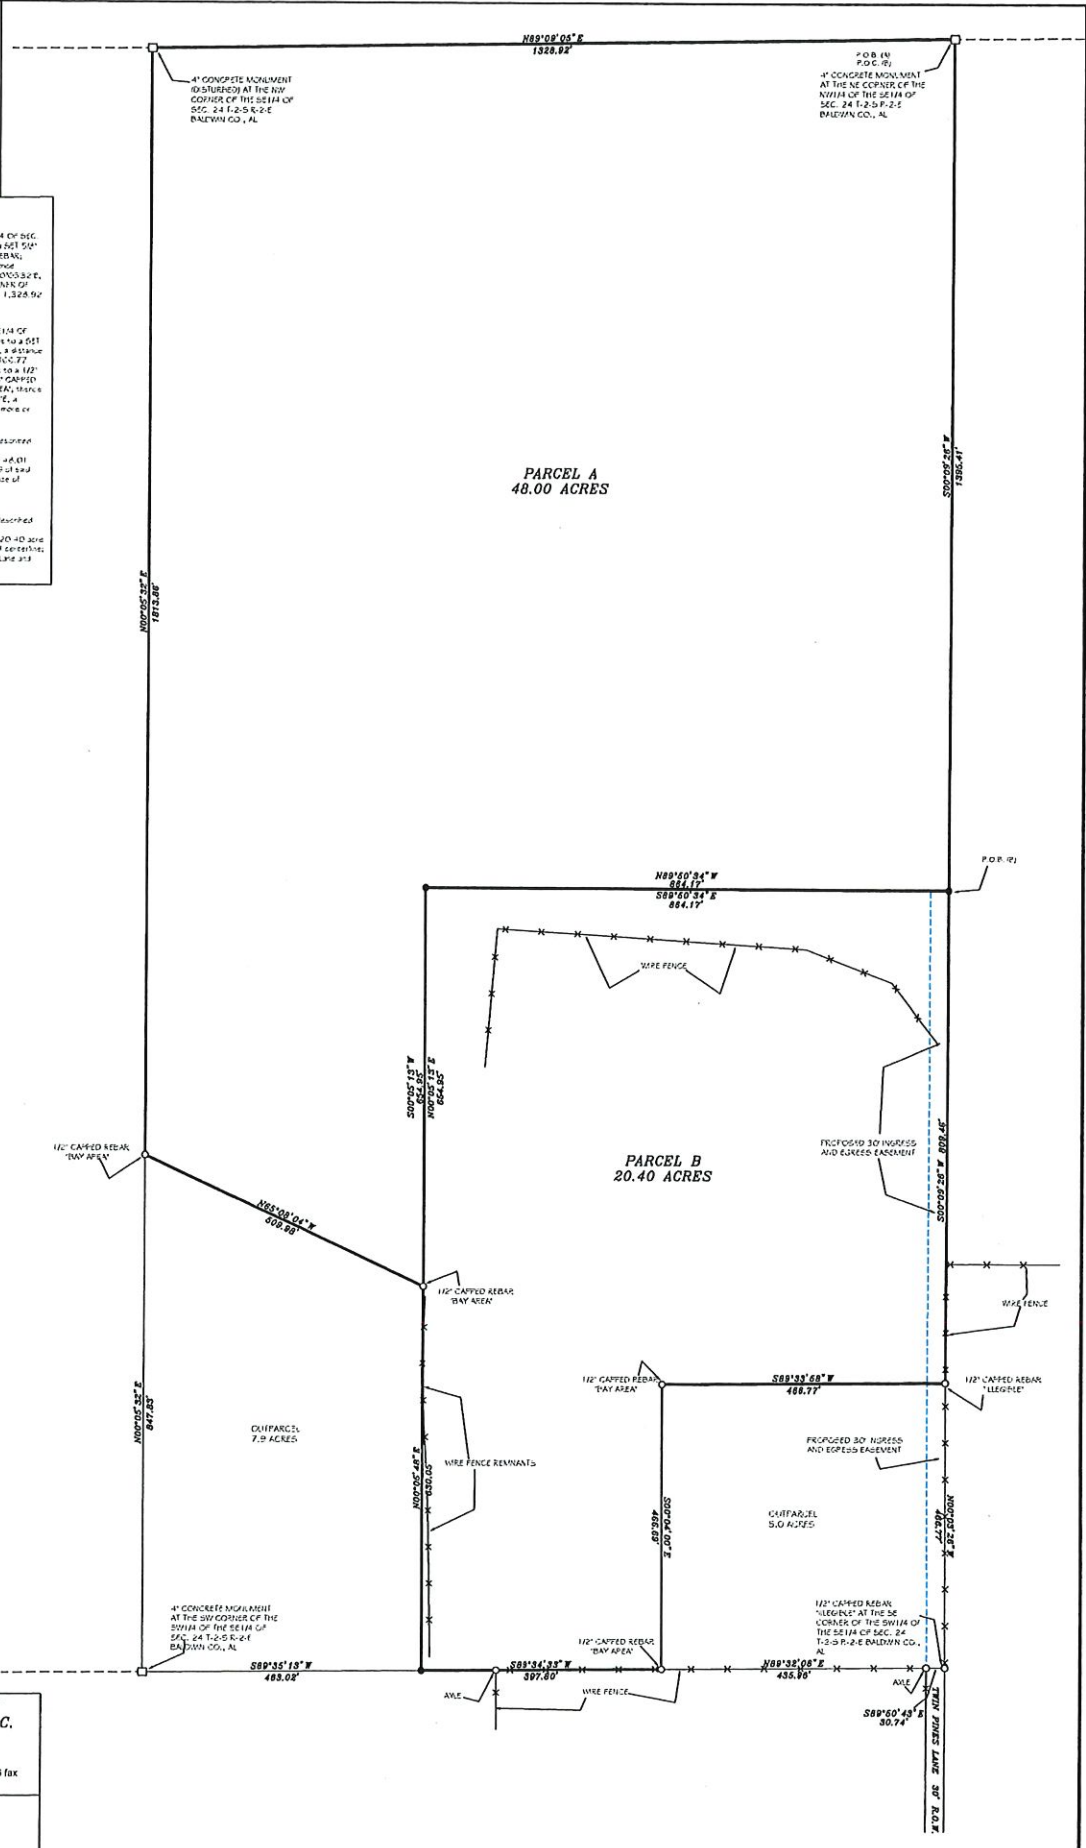 N89°09'05" E
1328.92'
4" CONCRETE MONUMENT
(DISTURBED) AT THE NW
CORNER OF THE SE1/4 OF
SEC. 24 T-2-S R-2-E
BALDWIN CO., AL
P.O.B. (A)
P.O.C. (B)
4" CONCRETE MONUMENT
AT THE NE CORNER OF THE
NW1/4 OF THE SE1/4 OF
SEC. 24 T-2-S R-2-E
BALDWIN CO., AL
1,328.92
PARCEL A
48.00 ACRES
S00°09'26" W
1395.41'
N00°05'32" E
1813.86'
N89°50'34" W
864.17'
S89°50'34" E
864.17'
P.O.B. (B)
WIRE FENCE
S00°05'13" W
654.95'
N00°05'13" E
654.95'
1/2" CAPPED REBAR
"BAY AREA"
PARCEL B
20.40 ACRES
PROPOSED 30' INGRESS
AND EGRESS EASEMENT
S00°09'26" W 809.46'
N65°08'04" W
509.98'
1/2" CAPPED REBAR
"BAY AREA"
WIRE FENCE
1/2" CAPPED REBAR
"BAY AREA"
S89°33'58" W
466.77'
1/2" CAPPED REBAR
"ILLEGIBLE"
N00°05'32" E
847.83'
OUTPARCEL
7.9 ACRES
WIRE FENCE REMNANTS
N00°05'48" E
630.05'
PROPOSED 30' INGRESS
AND EGRESS EASEMENT
S00°04'00" E
466.69'
OUTPARCEL
5.0 ACRES
N00°03'26" W
466.77'
4" CONCRETE MONUMENT
AT THE SW CORNER OF THE
SW1/4 OF THE SE1/4 OF
SEC. 24 T-2-S R-2-E
BALDWIN CO., AL
1/2" CAPPED REBAR
"ILLEGIBLE" AT THE SE
CORNER OF THE SW1/4 OF
THE SE1/4 OF SEC. 24
T-2-S R-2-E BALDWIN CO.,
AL
1/2" CAPPED REBAR
"BAY AREA"
S89°35'13" W
463.02'
S89°34'33" W
397.60'
N89°32'08" E
435.96'
AXLE
WIRE FENCE
AXLE
S89°50'43" E
30.74'
TWIN PINES LANE 30' R.O.W.
C.
fax